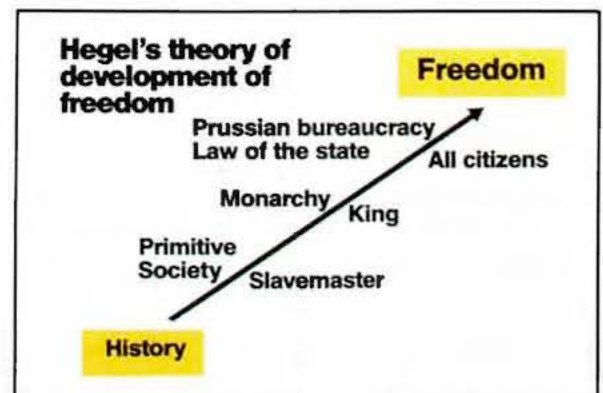 Hegel's theory of
development of
freedom
Freedom
Prussian bureaucracy
Law of the state
All citizens
Monarchy
King
Primitive
Society
Slavemaster
History